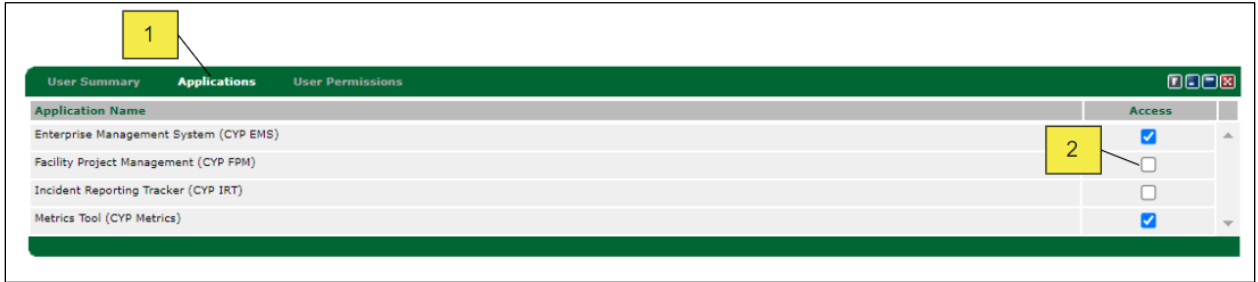 1
User Summary Applications User Permissions
Application Name Access
Enterprise Management System (CYP EMS)
2
Facility Project Management (CYP FPM)
Incident Reporting Tracker (CYP IRT)
Metrics Tool (CYP Metrics)